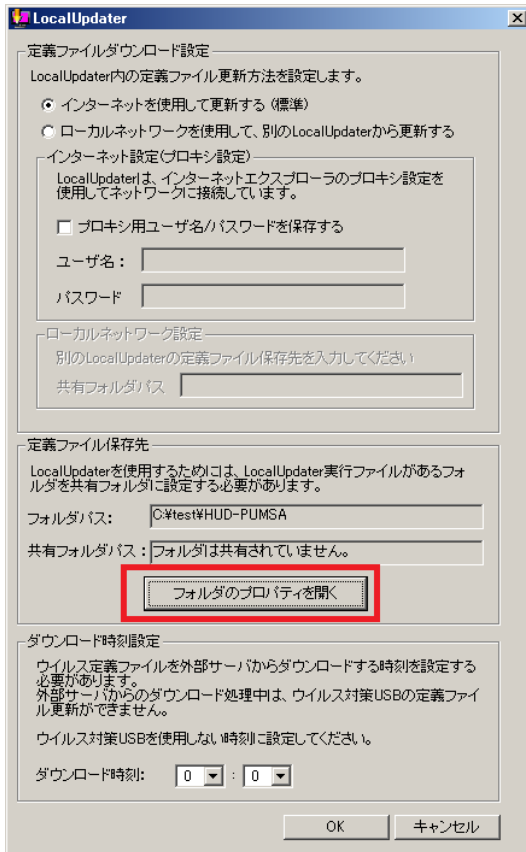 LocalUpdater
定義ファイルダウンロード設定
LocalUpdater内の定義ファイル更新方法を設定します。
インターネットを使用して更新する (標準)
ローカルネットワークを使用して、別のLocalUpdaterから更新する
インターネット設定(プロキシ設定)
LocalUpdaterは、インターネットエクスプローラのプロキシ設定を
使用してネットワークに接続しています。
プロキシ用ユーザ名/パスワードを保存する
ユーザ名：
パスワード
ローカルネットワーク設定
別のLocalUpdaterの定義ファイル保存先を入力してください
共有フォルダパス
定義ファイル保存先
LocalUpdaterを使用するためには、LocalUpdater実行ファイルがあるフォ
ルダを共有フォルダに設定する必要があります。
フォルダパス: C:¥test¥HUD-PUMSA
共有フォルダパス：フォルダは共有されていません。
フォルダのプロパティを開く
ダウンロード時刻設定
ウイルス定義ファイルを外部サーバからダウンロードする時刻を設定する
必要があります。
外部サーバからのダウンロード処理中は、ウイルス対策USBの定義ファイ
ル更新ができません。
ウイルス対策USBを使用しない時刻に設定してください。
ダウンロード時刻: 0 : 0
OK キャンセル